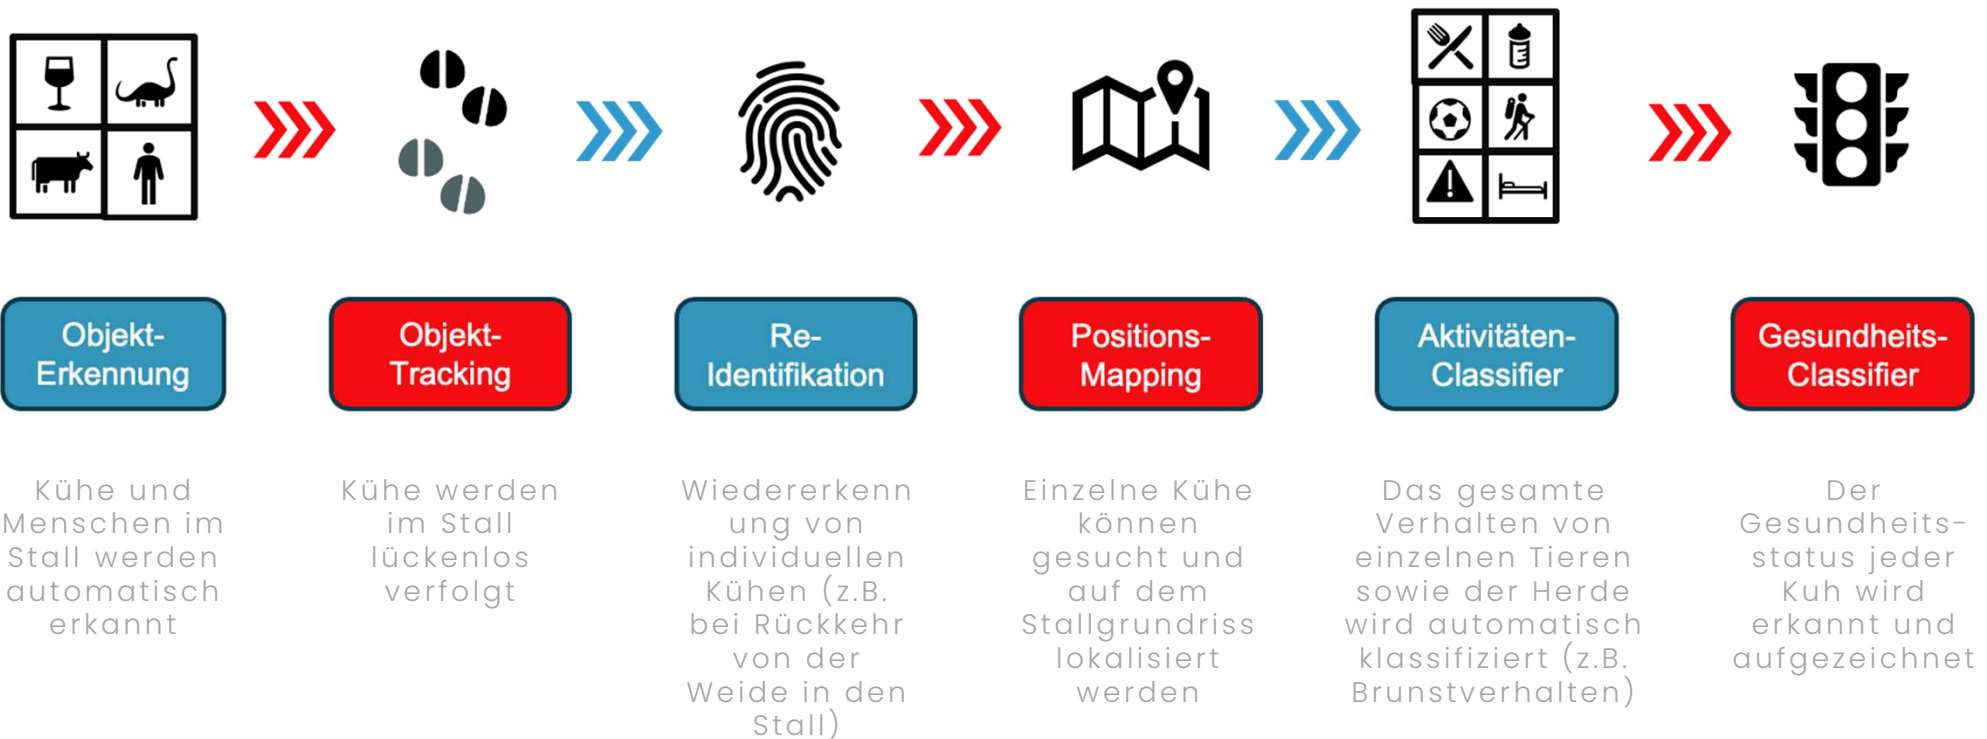 Objekt-
Erkennung
Objekt-
Tracking
Re-
Identifikation
Positions-
Mapping
Aktivitäten-
Classifier
Gesundheits-
Classifier
Kühe und
Menschen im
Stall werden
automatisch
erkannt
Kühe werden
im Stall
lückenlos
verfolgt
Wiedererkenn
ung von
individuellen
Kühen (z.B.
bei Rückkehr
von der
Weide in den
Stall)
Einzelne Kühe
können
gesucht und
auf dem
Stallgrundriss
lokalisiert
werden
Das gesamte
Verhalten von
einzelnen Tieren
sowie der Herde
wird automatisch
klassifiziert (z.B.
Brunstverhalten)
Der
Gesundheits-
status jeder
Kuh wird
erkannt und
aufgezeichnet